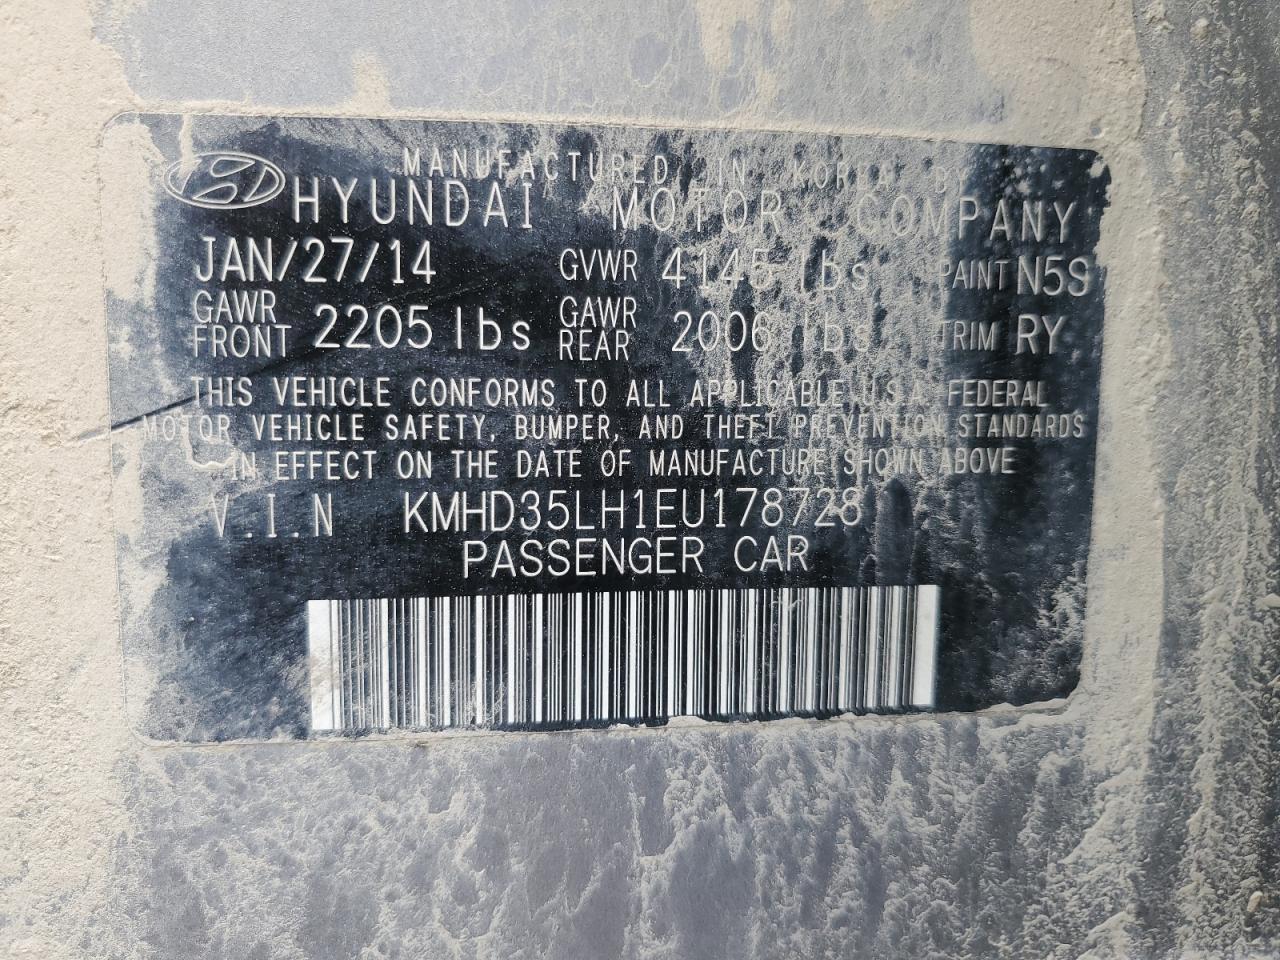 MANUFACTURED IN KOREA BY
HYUNDAI MOTOR COMPANY
JAN/27/14 GVWR 4145 lbs PAINT N5S
GAWR FRONT 2205 lbs GAWR REAR 2006 lbs TRIM RY
THIS VEHICLE CONFORMS TO ALL APPLICABLE U.S.A. FEDERAL
MOTOR VEHICLE SAFETY, BUMPER, AND THEFT PREVENTION STANDARDS
IN EFFECT ON THE DATE OF MANUFACTURE SHOWN ABOVE
V.I.N KMHD35LH1EU178728
PASSENGER CAR